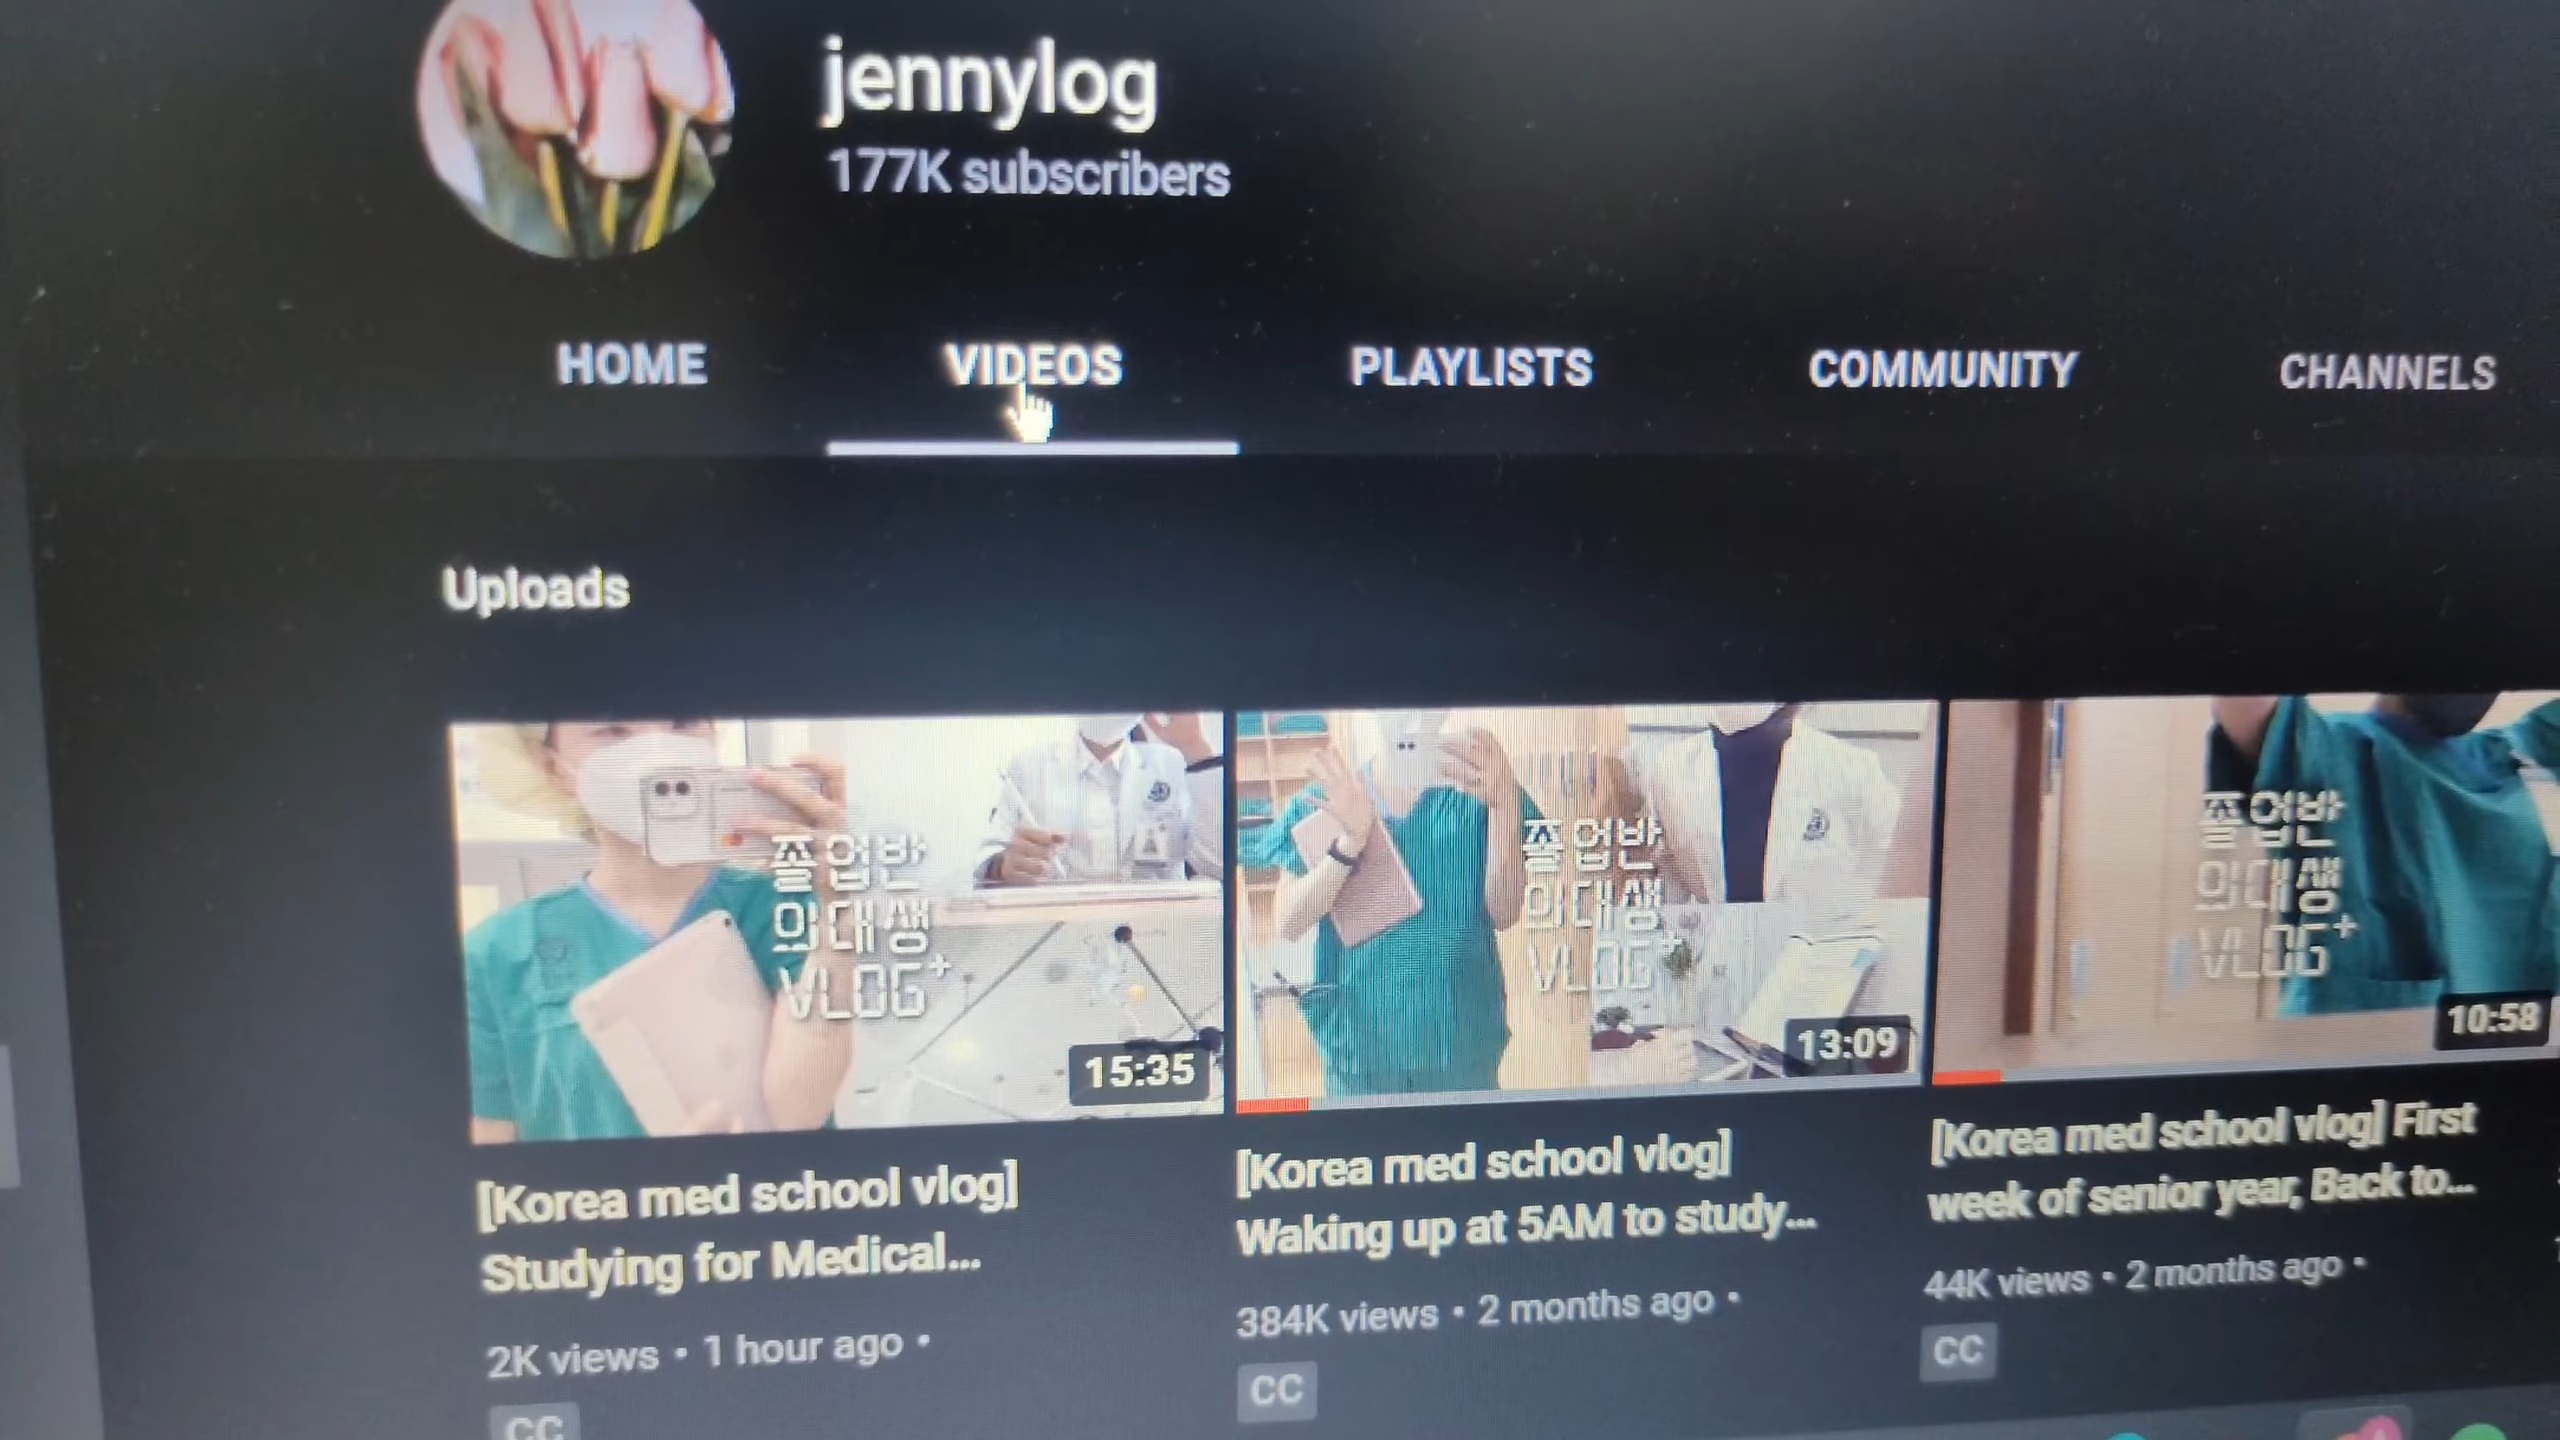 jennylog
177K subscribers
HOME
VIDEOS
PLAYLISTS
COMMUNITY
CHANNELS
Uploads
졸업반
의대생
VLOG+
15:35
졸업반
의대생
VLOG+
13:09
졸업반
의대생
VLOG+
10:58
[Korea med school vlog]
Studying for Medical...
2K views • 1 hour ago •
CC
[Korea med school vlog]
Waking up at 5AM to study...
384K views • 2 months ago •
CC
[Korea med school vlog] First
week of senior year, Back to...
44K views • 2 months ago •
CC